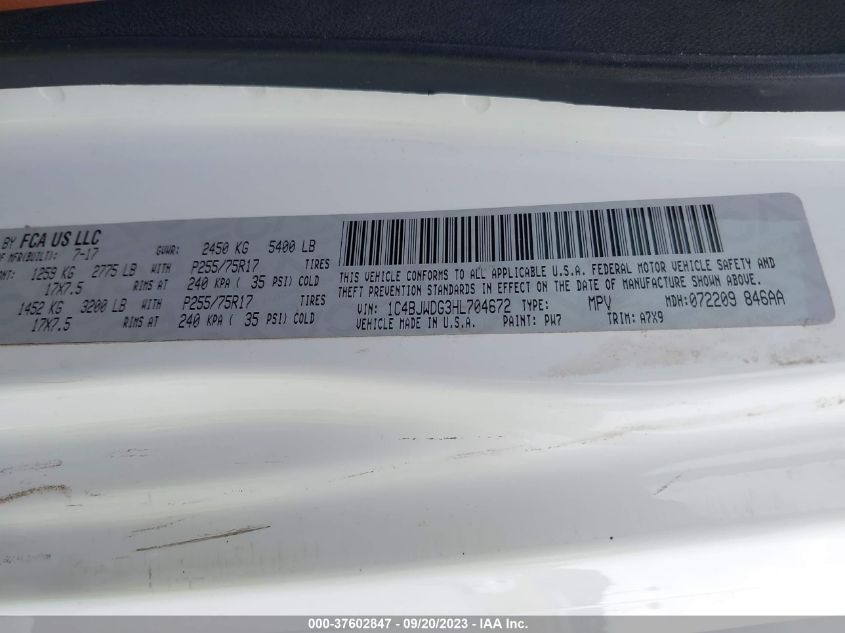 BY FCA US LLC
OF MFR(BUILT): 7-17 GVWR: 2450 KG 5400 LB
ONT: 1259 KG 2775 LB WITH P255/75R17 TIRES
17X7.5 RIMS AT 240 KPA ( 35 PSI) COLD
1452 KG 3200 LB WITH P255/75R17 TIRES
17X7.5 RIMS AT 240 KPA ( 35 PSI) COLD
THIS VEHICLE CONFORMS TO ALL APPLICABLE U.S.A. FEDERAL MOTOR VEHICLE SAFETY AND
THEFT PREVENTION STANDARDS IN EFFECT ON THE DATE OF MANUFACTURE SHOWN ABOVE.
VIN: 1C4BJWDG3HL704672 TYPE: MPV MDH:072209 846AA
VEHICLE MADE IN U.S.A. PAINT: PW7 TRIM: A7X9
000-37602847 - 09/20/2023 - IAA Inc.